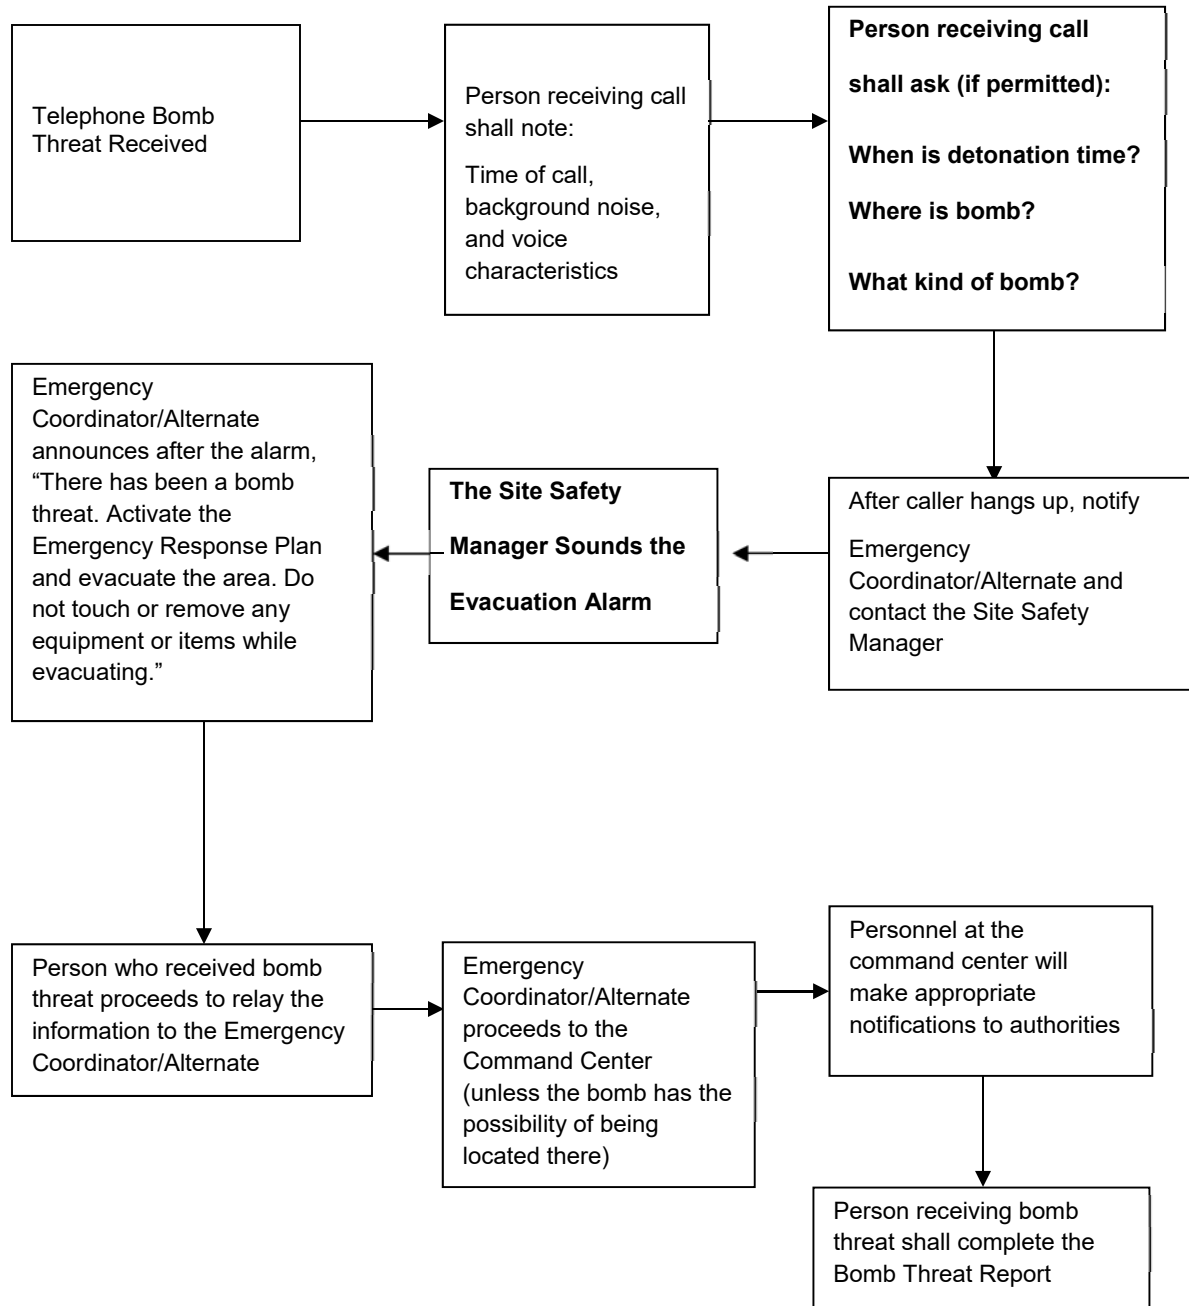 Telephone Bomb
Threat Received
Person receiving call
shall note:
Time of call,
background noise,
and voice
characteristics
Person receiving call
shall ask (if permitted):
When is detonation time?
Where is bomb?
What kind of bomb?
After caller hangs up, notify
Emergency
Coordinator/Alternate and
contact the Site Safety
Manager
The Site Safety
Manager Sounds the
Evacuation Alarm
Emergency
Coordinator/Alternate
announces after the alarm,
“There has been a bomb
threat. Activate the
Emergency Response Plan
and evacuate the area. Do
not touch or remove any
equipment or items while
evacuating.”
Person who received bomb
threat proceeds to relay the
information to the Emergency
Coordinator/Alternate
Emergency
Coordinator/Alternate
proceeds to the
Command Center
(unless the bomb has the
possibility of being
located there)
Personnel at the
command center will
make appropriate
notifications to authorities
Person receiving bomb
threat shall complete the
Bomb Threat Report